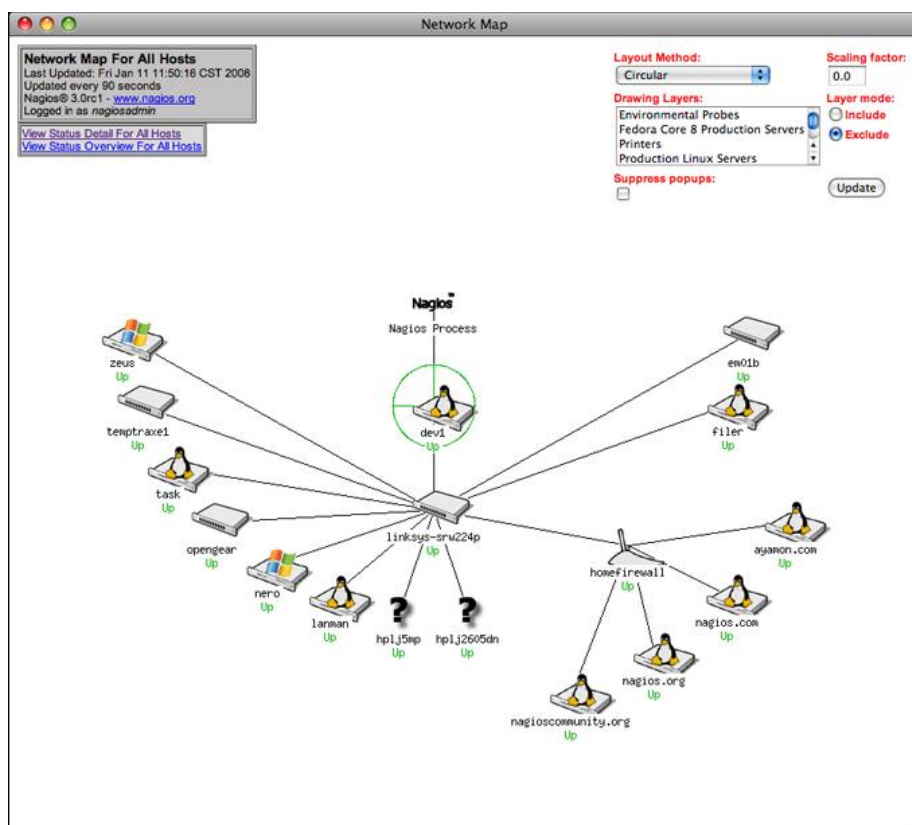 Network Map
Network Map For All Hosts
Last Updated: Fri Jan 11 11:50:16 CST 2008
Updated every 90 seconds
Nagios® 3.0rc1 - www.nagios.org
Logged in as nagiosadmin
View Status Detail For All Hosts
View Status Overview For All Hosts
Layout Method:
Circular
Scaling factor:
0.0
Drawing Layers:
Environmental Probes
Fedora Core 8 Production Servers
Printers
Production Linux Servers
Layer mode:
Include
Exclude
Suppress popups:
Update
Nagios™
Nagios Process
zeus
Up
em01b
Up
temptraxe1
Up
dev1
Up
filer
Up
task
Up
opengear
Up
linksys-srw224p
Up
ayamon.com
Up
homefirewall
Up
nero
Up
lanman
Up
hplj5mp
Up
hplj2605dn
Up
nagios.com
Up
nagios.org
Up
nagioscommunity.org
Up